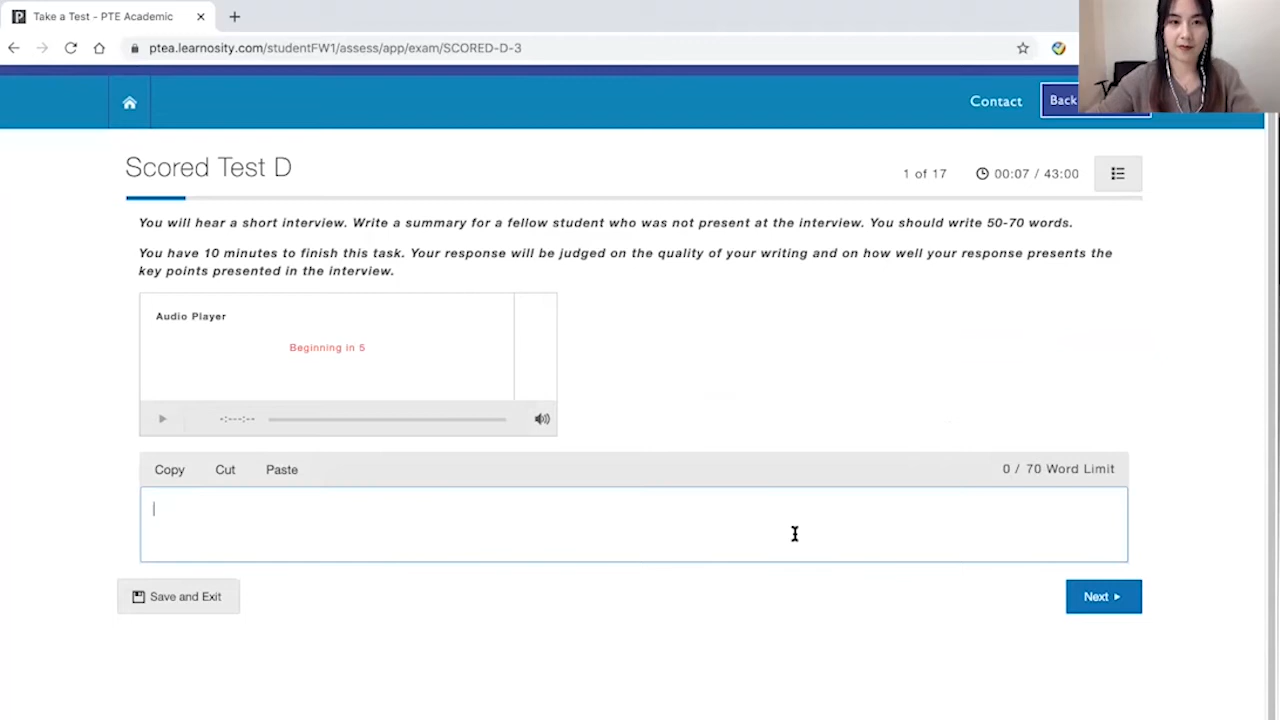 Take a Test - PTE Academic
ptea.learnosity.com/studentFW1/assess/app/exam/SCORED-D-3
Contact
Back
Scored Test D
1 of 17
00:07 / 43:00
You will hear a short interview. Write a summary for a fellow student who was not present at the interview. You should write 50-70 words.
You have 10 minutes to finish this task. Your response will be judged on the quality of your writing and on how well your response presents the
key points presented in the interview.
Audio Player
Beginning in 5
-:---:--
Copy Cut Paste
0 / 70 Word Limit
Save and Exit
Next